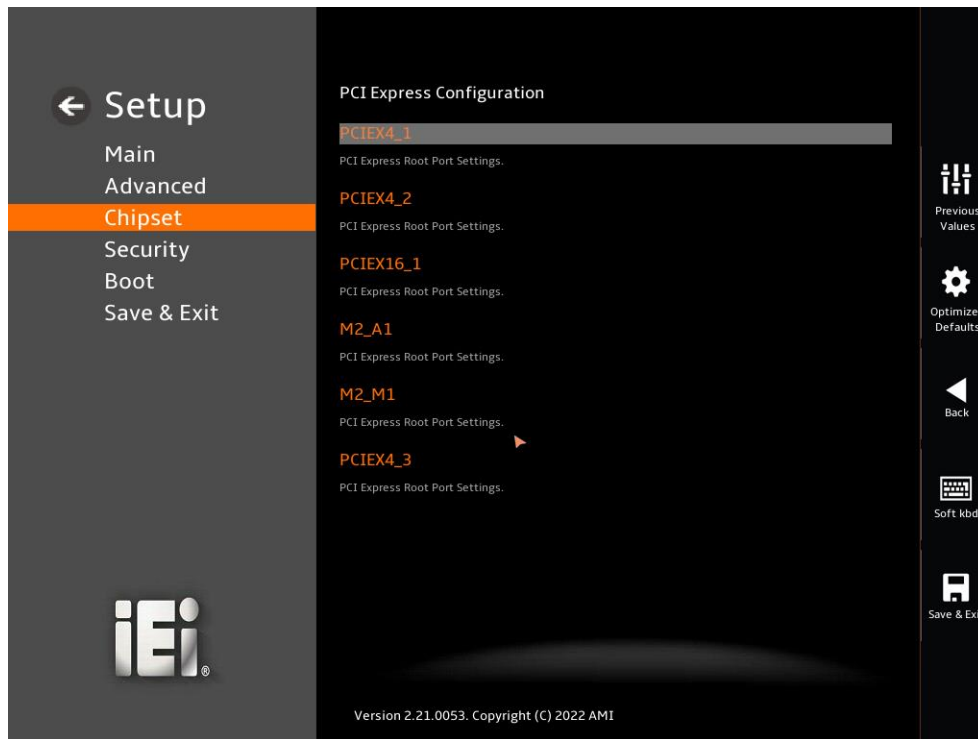 Setup
Main
Advanced
Chipset
Security
Boot
Save & Exit
iEi
®
PCI Express Configuration
PCIEX4_1
PCI Express Root Port Settings.
PCIEX4_2
PCI Express Root Port Settings.
PCIEX16_1
PCI Express Root Port Settings.
M2_A1
PCI Express Root Port Settings.
M2_M1
PCI Express Root Port Settings.
PCIEX4_3
PCI Express Root Port Settings.
Version 2.21.0053. Copyright (C) 2022 AMI
Previous
Values
Optimize
Defaults
Back
Soft kbd
Save & Exi